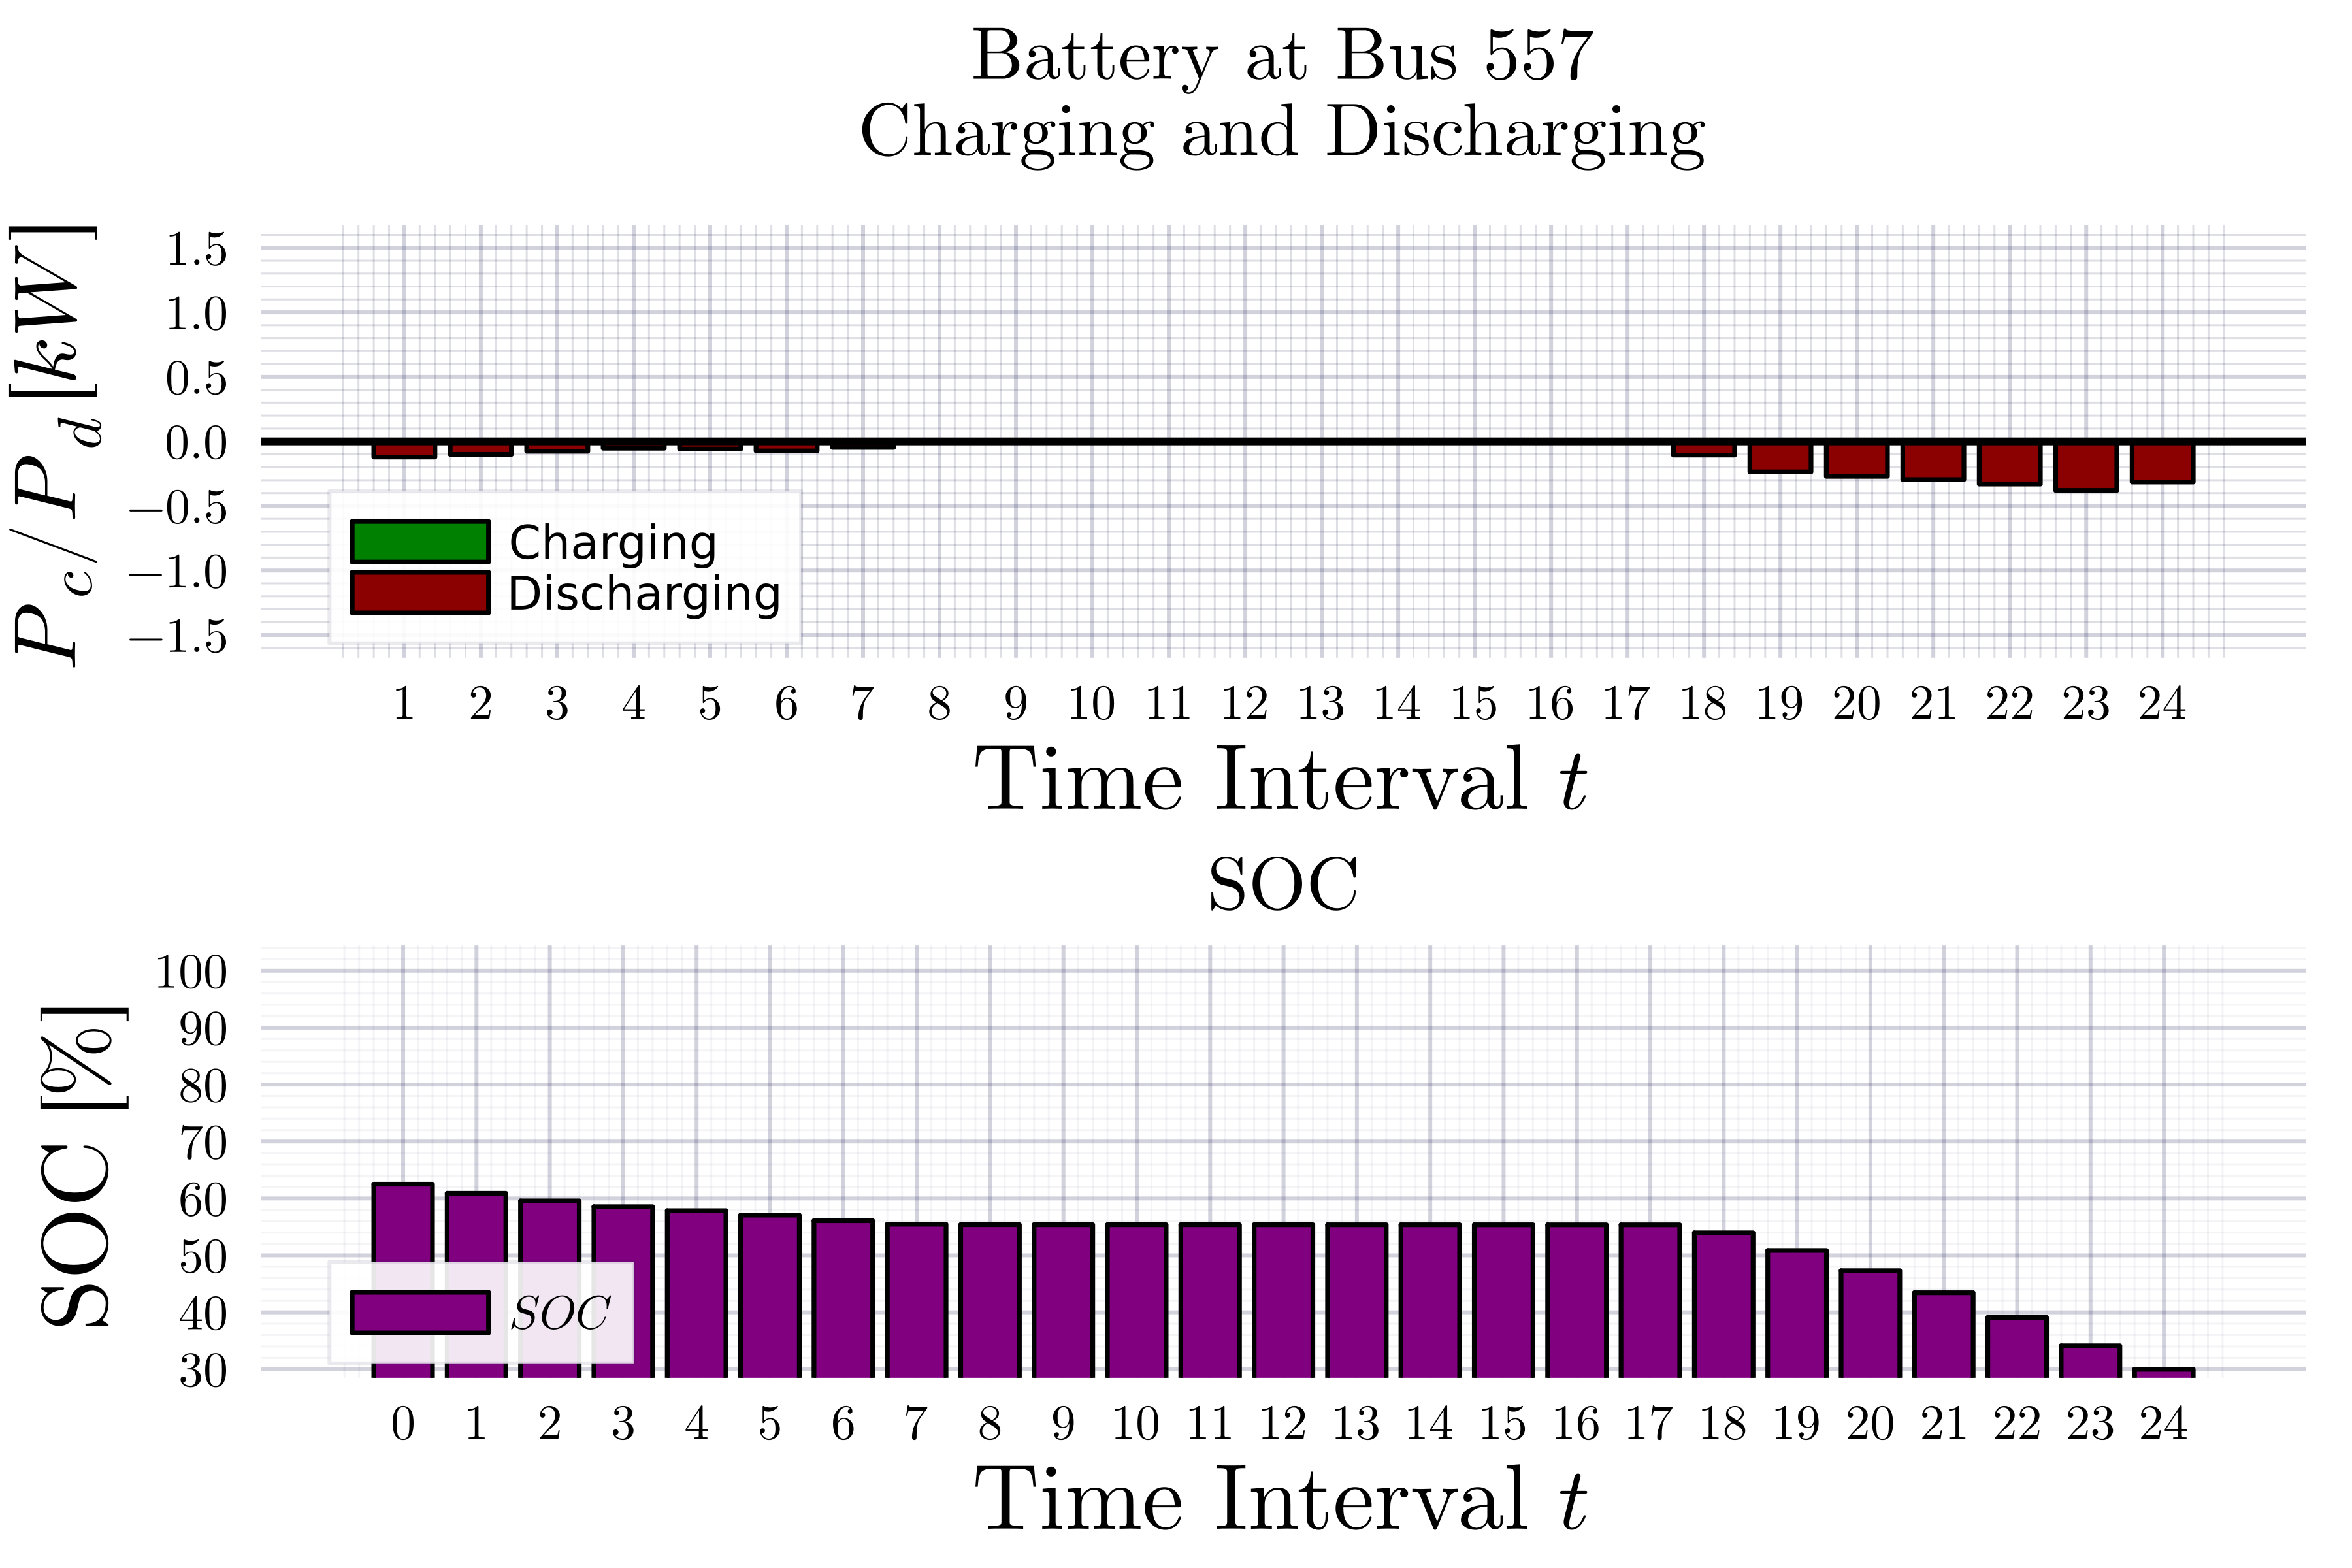 Battery at Bus 557
Charging and Discharging
P_c/P_d [kW]
1.5
1.0
0.5
0.0
−0.5
−1.0
−1.5
Charging
Discharging
1 2 3 4 5 6 7 8 9 10 11 12 13 14 15 16 17 18 19 20 21 22 23 24
Time Interval t
SOC
SOC [%]
100
90
80
70
60
50
40
30
SOC
0 1 2 3 4 5 6 7 8 9 10 11 12 13 14 15 16 17 18 19 20 21 22 23 24
Time Interval t